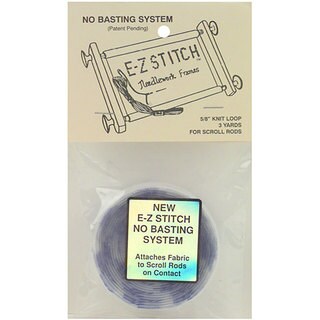 NO BASTING SYSTEM
(Patent Pending)
E-Z STITCH
Needlework Frames
5/8" KNIT LOOP
3 YARDS
FOR SCROLL RODS
NEW
E-Z STITCH
NO BASTING
SYSTEM
Attaches Fabric
to Scroll Rods
on Contact